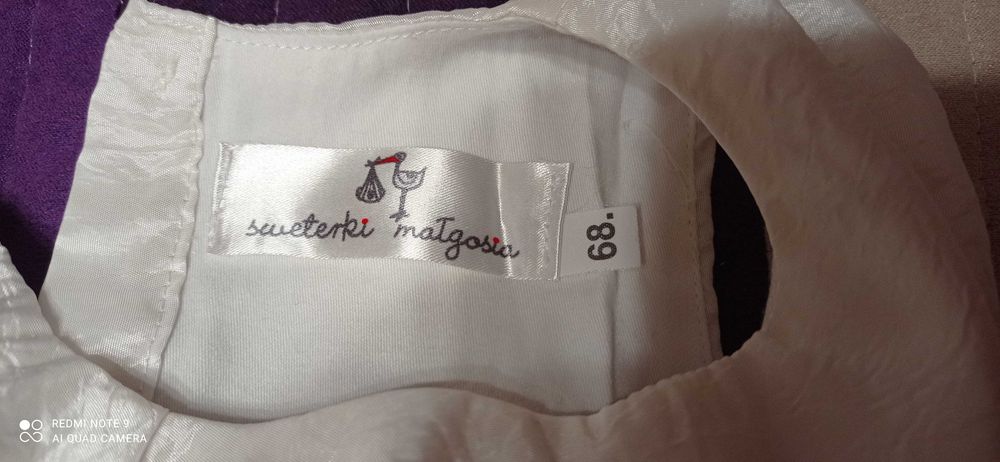 sweterki małgosia
68.
REDMI NOTE 9
AI QUAD CAMERA